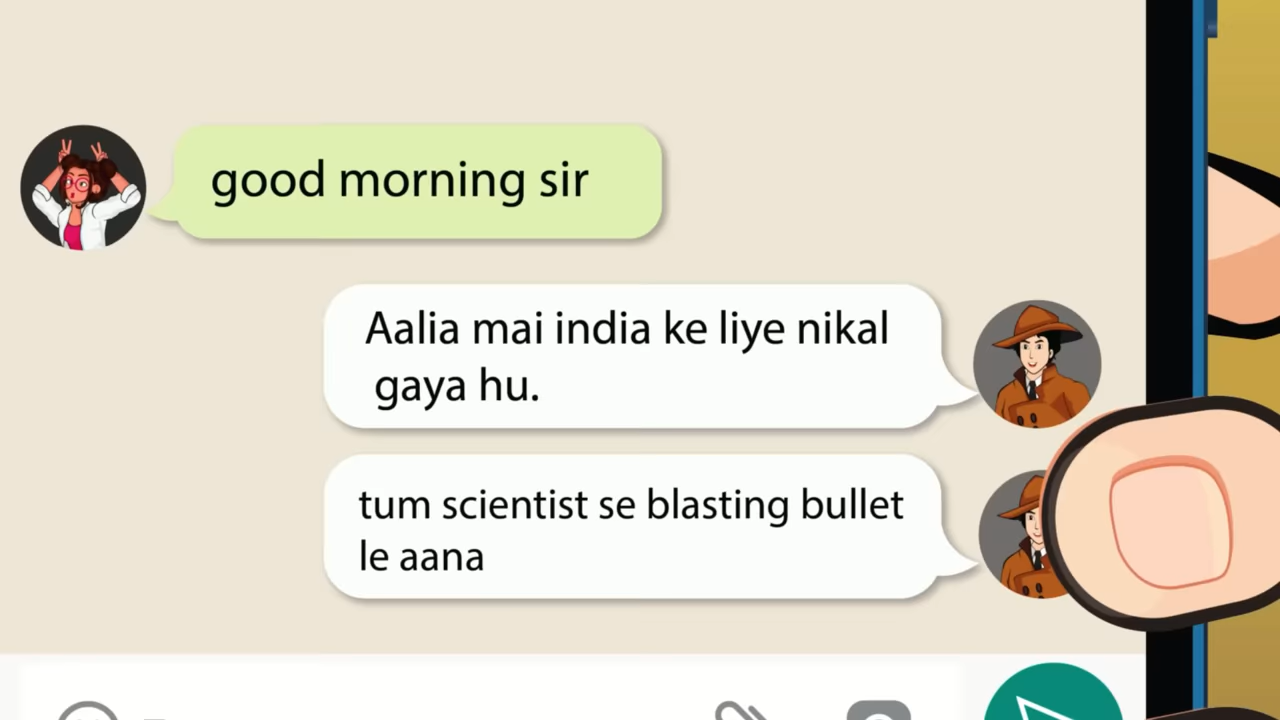 good morning sir
Aalia mai india ke liye nikal
gaya hu.
tum scientist se blasting bullet
le aana